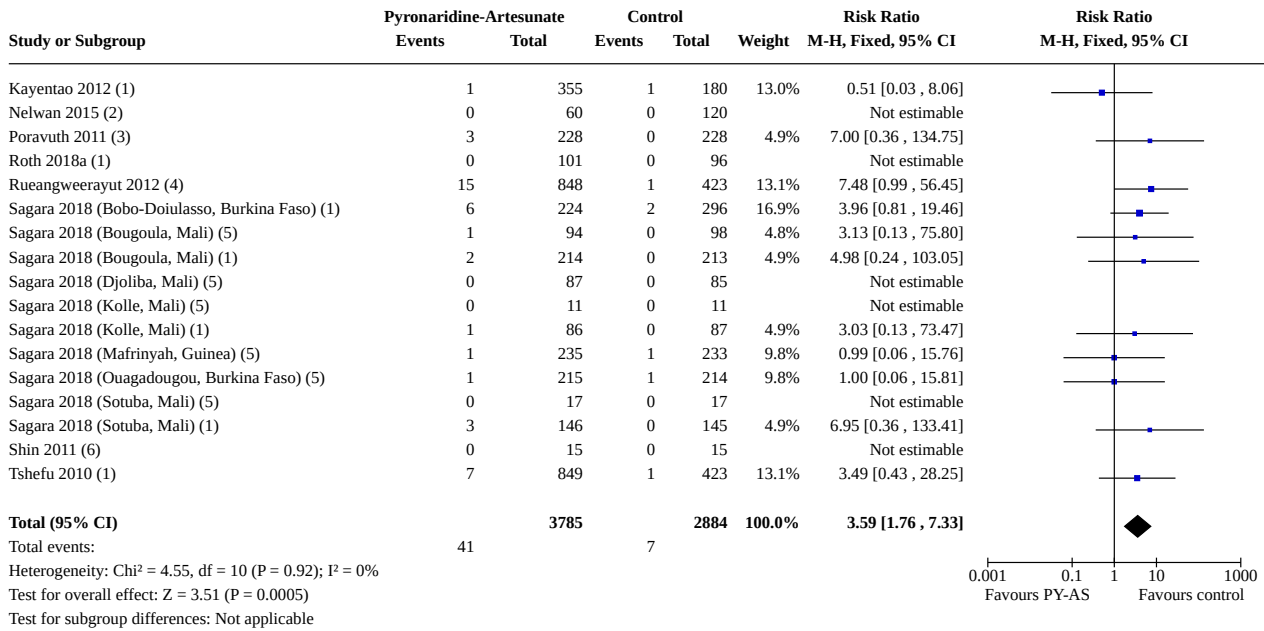 Pyronaridine-Artesunate Control Risk Ratio Risk Ratio
Study or Subgroup Events Total Events Total Weight M-H, Fixed, 95% CI M-H, Fixed, 95% CI
Kayentao 2012 (1) 1 355 1 180 13.0% 0.51 [0.03 , 8.06]
Nelwan 2015 (2) 0 60 0 120 Not estimable
Poravuth 2011 (3) 3 228 0 228 4.9% 7.00 [0.36 , 134.75]
Roth 2018a (1) 0 101 0 96 Not estimable
Rueangweerayut 2012 (4) 15 848 1 423 13.1% 7.48 [0.99 , 56.45]
Sagara 2018 (Bobo-Doiulasso, Burkina Faso) (1) 6 224 2 296 16.9% 3.96 [0.81 , 19.46]
Sagara 2018 (Bougoula, Mali) (5) 1 94 0 98 4.8% 3.13 [0.13 , 75.80]
Sagara 2018 (Bougoula, Mali) (1) 2 214 0 213 4.9% 4.98 [0.24 , 103.05]
Sagara 2018 (Djoliba, Mali) (5) 0 87 0 85 Not estimable
Sagara 2018 (Kolle, Mali) (5) 0 11 0 11 Not estimable
Sagara 2018 (Kolle, Mali) (1) 1 86 0 87 4.9% 3.03 [0.13 , 73.47]
Sagara 2018 (Mafrinyah, Guinea) (5) 1 235 1 233 9.8% 0.99 [0.06 , 15.76]
Sagara 2018 (Ouagadougou, Burkina Faso) (5) 1 215 1 214 9.8% 1.00 [0.06 , 15.81]
Sagara 2018 (Sotuba, Mali) (5) 0 17 0 17 Not estimable
Sagara 2018 (Sotuba, Mali) (1) 3 146 0 145 4.9% 6.95 [0.36 , 133.41]
Shin 2011 (6) 0 15 0 15 Not estimable
Tshefu 2010 (1) 7 849 1 423 13.1% 3.49 [0.43 , 28.25]
Total (95% CI) 3785 2884 100.0% 3.59 [1.76 , 7.33]
Total events: 41 7
Heterogeneity: Chi² = 4.55, df = 10 (P = 0.92); I² = 0%
Test for overall effect: Z = 3.51 (P = 0.0005)
Test for subgroup differences: Not applicable
0.001 0.1 1 10 1000
Favours PY-AS Favours control